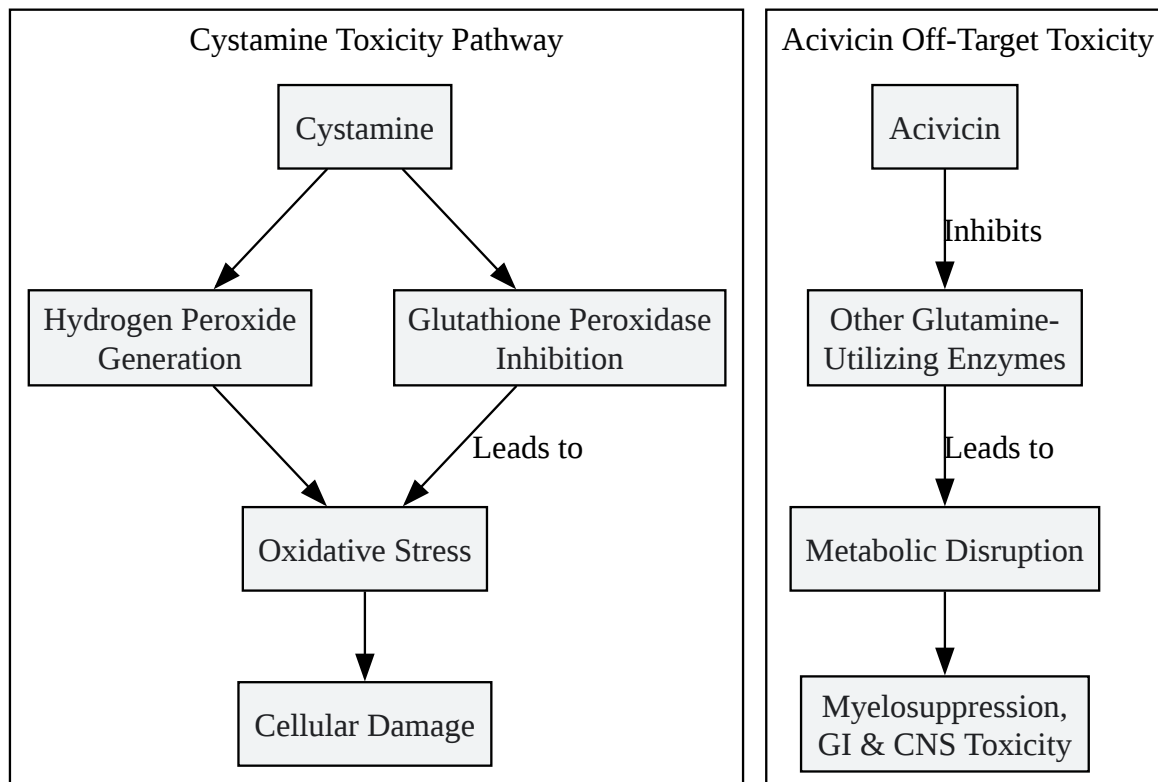 Cystamine Toxicity Pathway
Cystamine
Hydrogen Peroxide
Generation
Glutathione Peroxidase
Inhibition
Leads to
Oxidative Stress
Cellular Damage
Acivicin Off-Target Toxicity
Acivicin
Inhibits
Other Glutamine-
Utilizing Enzymes
Leads to
Metabolic Disruption
Myelosuppression,
GI & CNS Toxicity